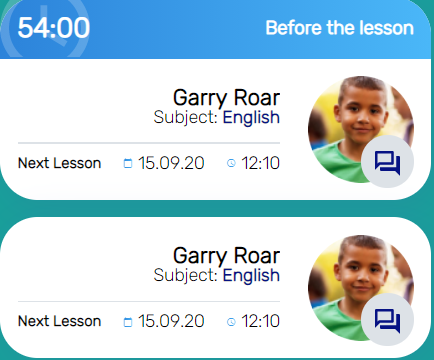 54:00 Before the lesson
Garry Roar
Subject: English
Next Lesson 15.09.20 12:10
Garry Roar
Subject: English
Next Lesson 15.09.20 12:10